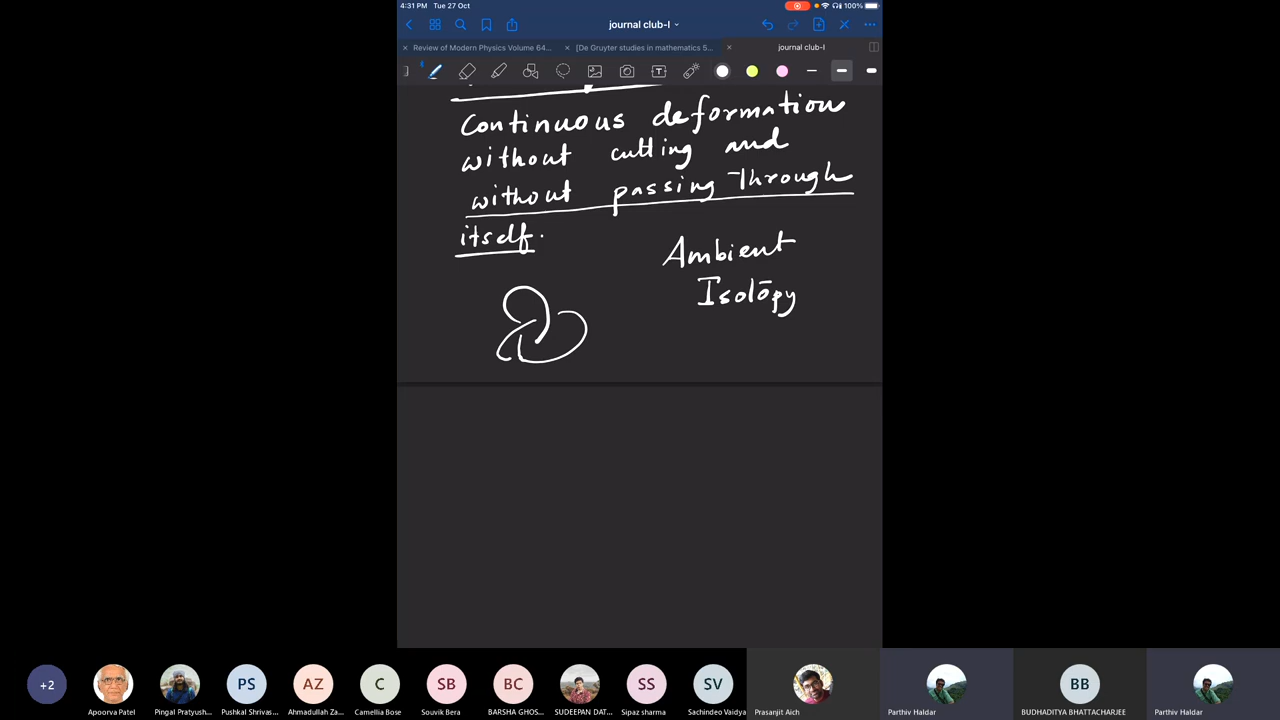 4:31 PM Tue 27 Oct
100%
journal club-I
Review of Modern Physics Volume 64...
[De Gruyter studies in mathematics 5...
journal club-I
continuous deformation
without cutting and
without passing Through
itself.
Ambient
Isotopy
+2
PS
AZ
C
SB
BC
SS
SV
BB
Apoorva Patel
Pingal Pratyush...
Pushkal Shrivas...
Ahmadullah Za...
Camellia Bose
Souvik Bera
BARSHA GHOS...
SUDEEPAN DAT...
Sipaz sharma
Sachindeo Vaidya
Prasanjit Aich
Parthiv Haldar
BUDHADITYA BHATTACHARJEE
Parthiv Haldar